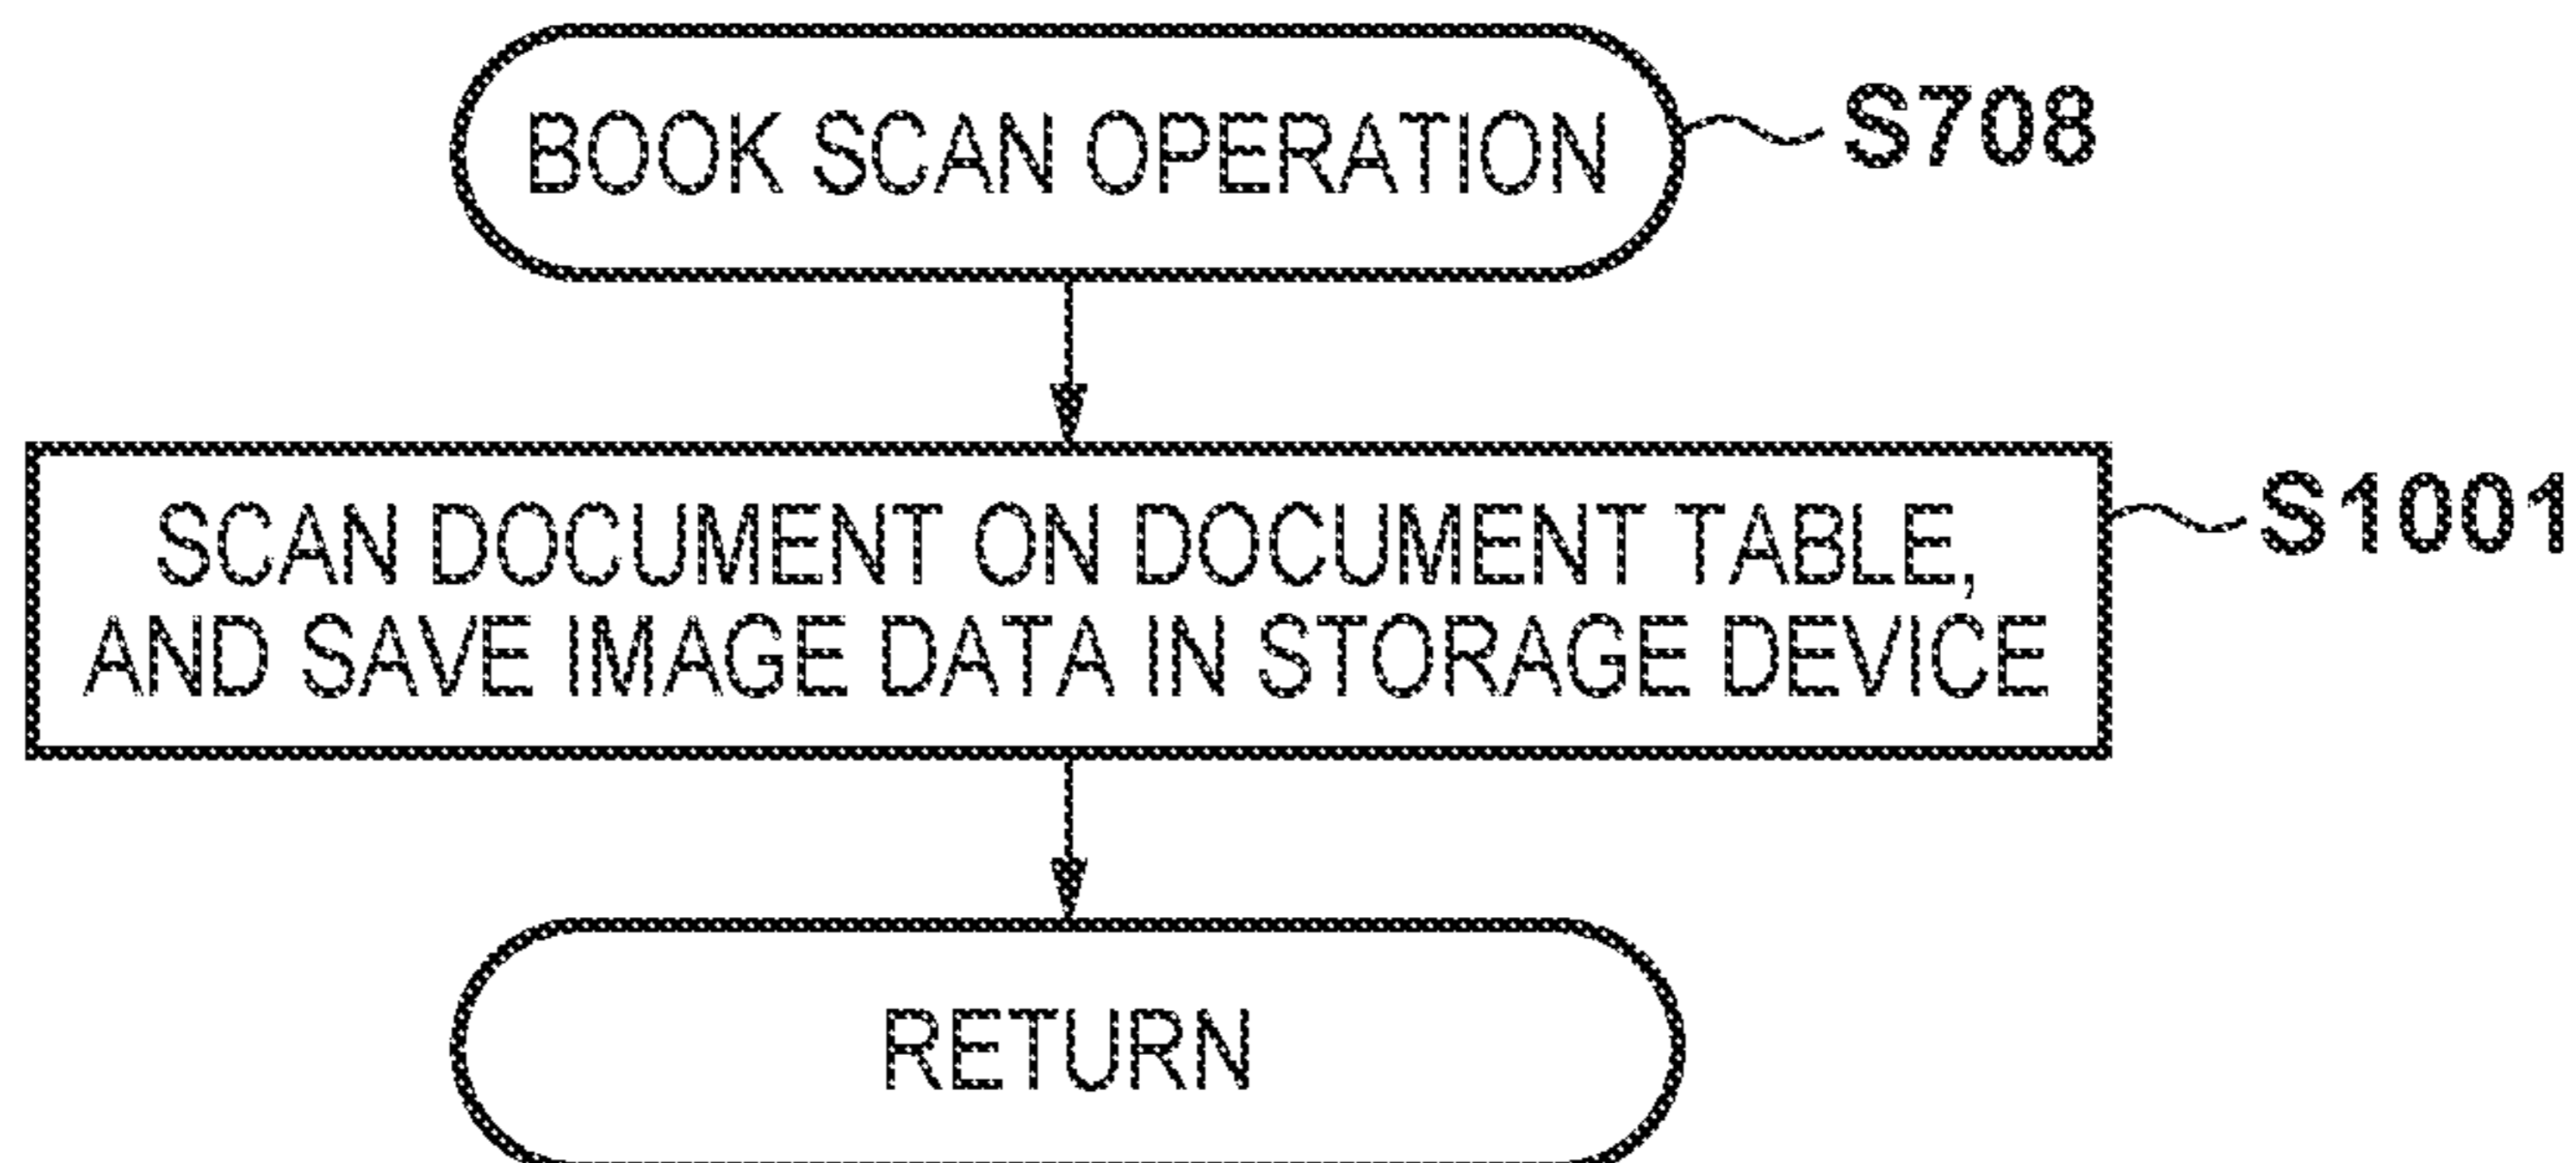 BOOK SCAN OPERATION
S708
SCAN DOCUMENT ON DOCUMENT TABLE,
AND SAVE IMAGE DATA IN STORAGE DEVICE
S1001
RETURN